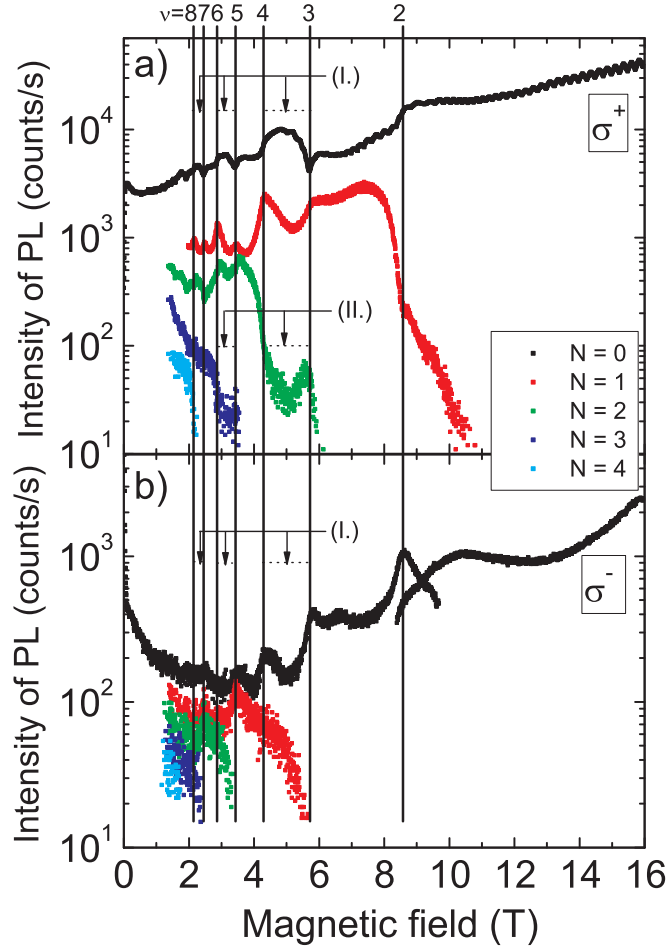 ν=8 7 6 5 4 3 2
a)
(I.)
σ+
10^4
10^3
10^2
10^1
Intensity of PL (counts/s)
(II.)
N = 0
N = 1
N = 2
N = 3
N = 4
b)
(I.)
σ-
10^3
10^2
10^1
Intensity of PL (counts/s)
0 2 4 6 8 10 12 14 16
Magnetic field (T)